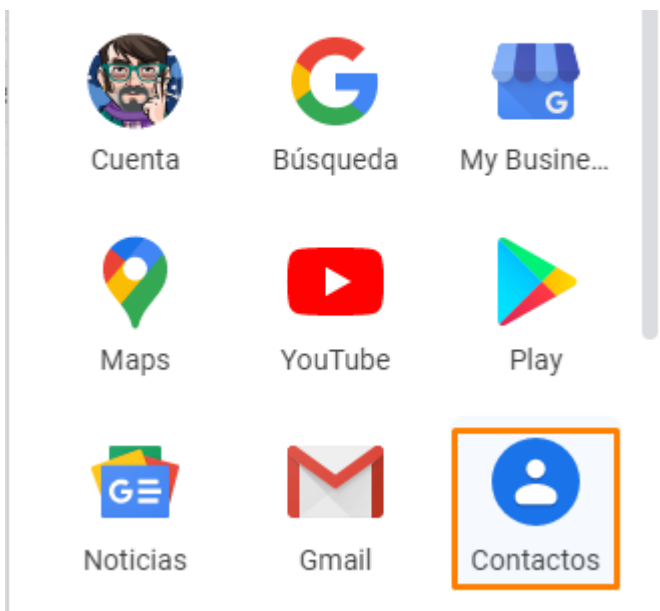 Cuenta
Búsqueda
My Busine...
Maps
YouTube
Play
Noticias
Gmail
Contactos